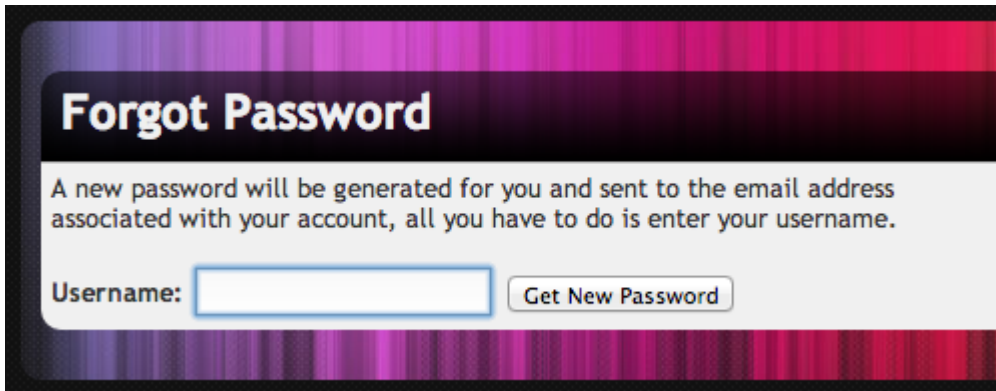 Forgot Password
A new password will be generated for you and sent to the email address
associated with your account, all you have to do is enter your username.
Username: Get New Password